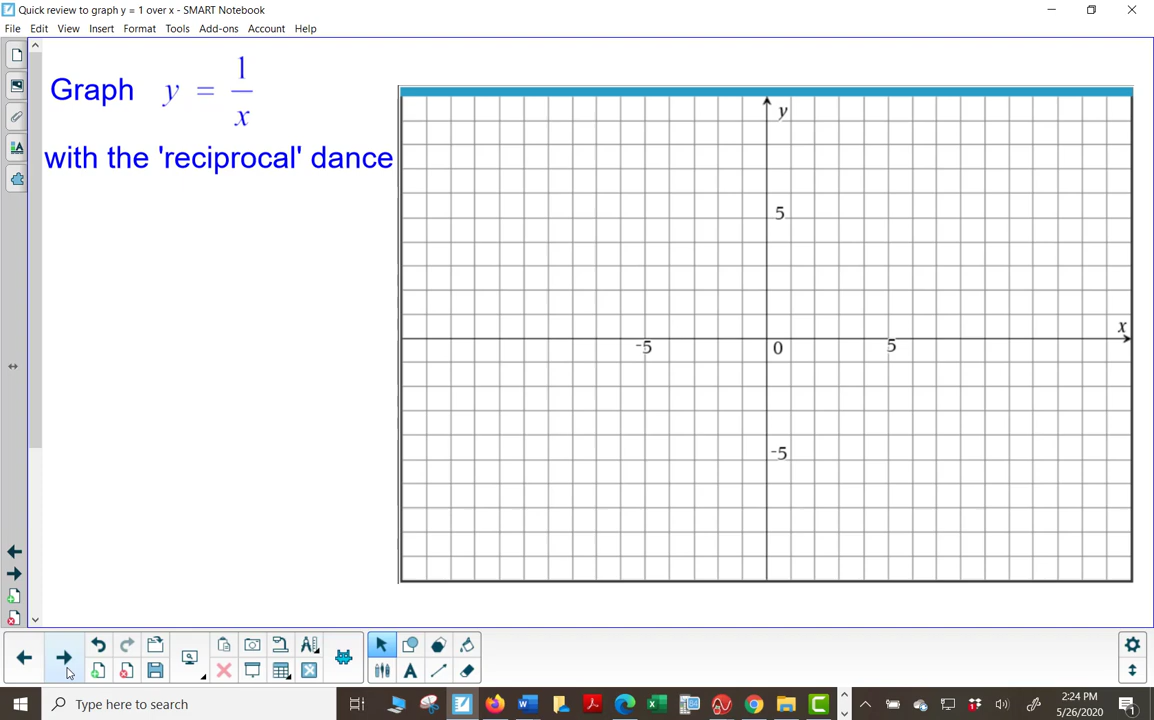 Quick review to graph y = 1 over x - SMART Notebook
File Edit View Insert Format Tools Add-ons Account Help
Graph y = 1/x
with the 'reciprocal' dance
y
5
x
-5 0 5
-5
Type here to search
2:24 PM
5/26/2020
1